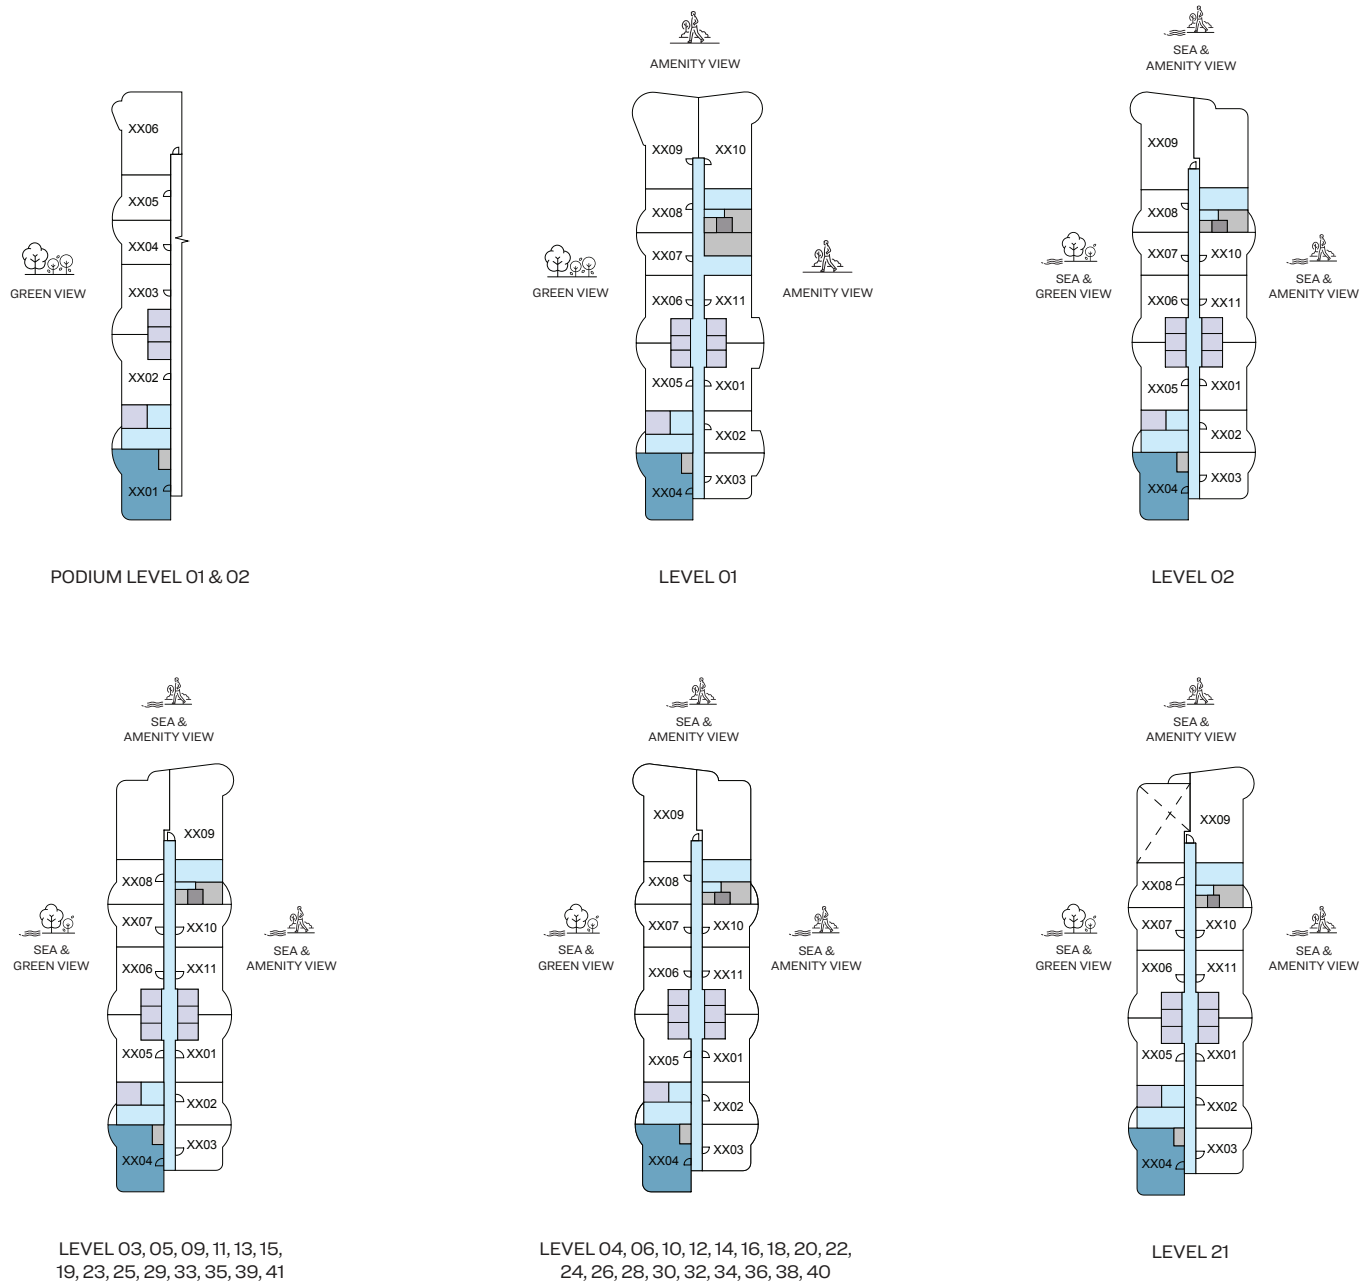 XX06
XX05
XX04
GREEN VIEW
XX03
XX02
XX01
PODIUM LEVEL 01 & 02
AMENITY VIEW
XX09 XX10
XX08
XX07
GREEN VIEW
AMENITY VIEW
XX06 XX11
XX05 XX01
XX02
XX04 XX03
LEVEL 01
SEA &
AMENITY VIEW
XX09
XX08
XX07 XX10
SEA &
GREEN VIEW
SEA &
AMENITY VIEW
XX06 XX11
XX05 XX01
XX02
XX04 XX03
LEVEL 02
SEA &
AMENITY VIEW
XX09
XX08
XX07 XX10
SEA &
GREEN VIEW
SEA &
AMENITY VIEW
XX06 XX11
XX05 XX01
XX02
XX04 XX03
LEVEL 03, 05, 09, 11, 13, 15,
19, 23, 25, 29, 33, 35, 39, 41
SEA &
AMENITY VIEW
XX09
XX08
XX07 XX10
SEA &
GREEN VIEW
SEA &
AMENITY VIEW
XX06 XX11
XX05 XX01
XX02
XX04 XX03
LEVEL 04, 06, 10, 12, 14, 16, 18, 20, 22,
24, 26, 28, 30, 32, 34, 36, 38, 40
SEA &
AMENITY VIEW
XX09
XX08
XX07 XX10
SEA &
GREEN VIEW
SEA &
AMENITY VIEW
XX06 XX11
XX05 XX01
XX02
XX04 XX03
LEVEL 21